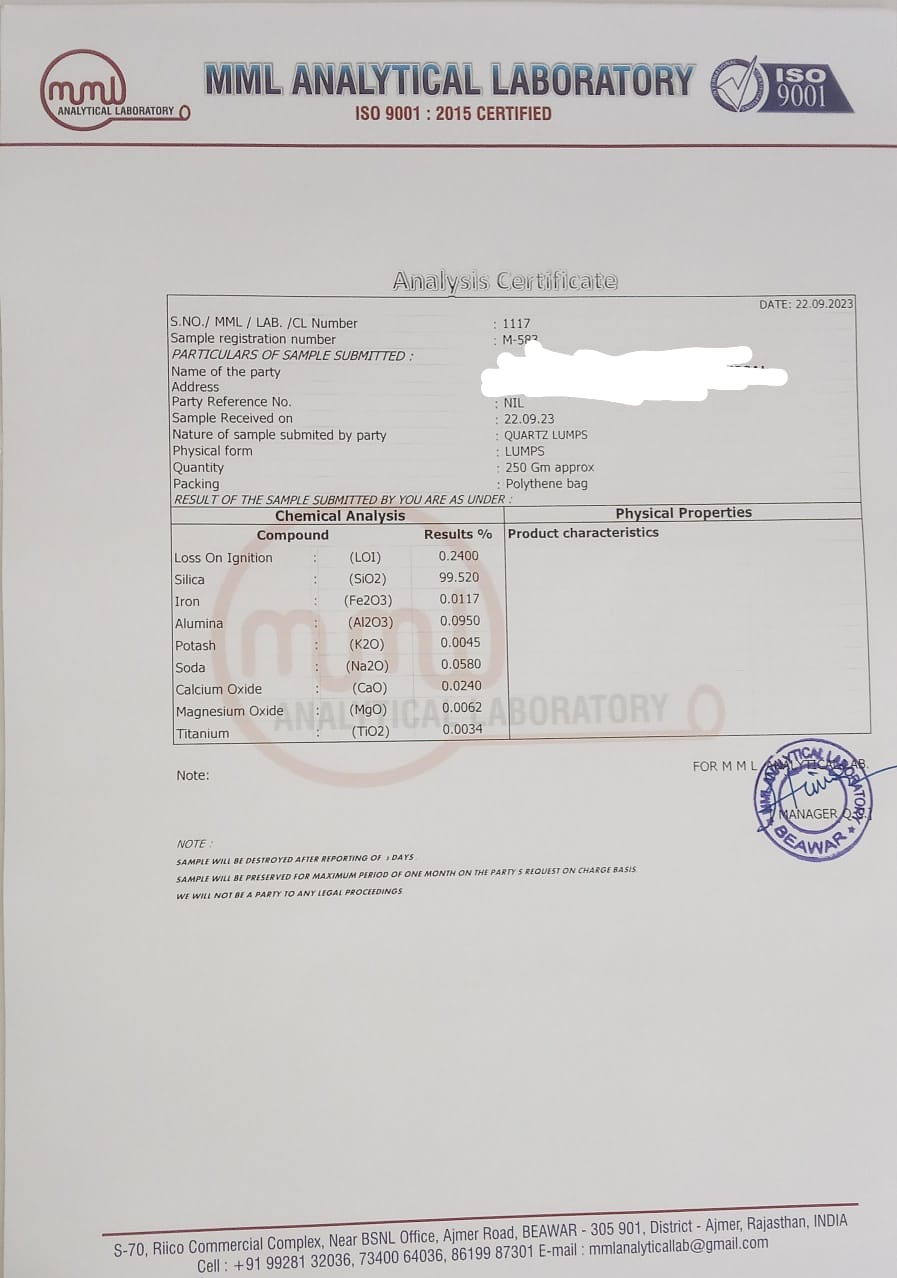 mml
ANALYTICAL LABORATORY
MML ANALYTICAL LABORATORY
ISO 9001 : 2015 CERTIFIED
ISO
9001
Analysis Certificate
DATE: 22.09.2023
S.NO./ MML / LAB. /CL Number : 1117
Sample registration number : M-583
PARTICULARS OF SAMPLE SUBMITTED :
Name of the party
Address
Party Reference No. : NIL
Sample Received on : 22.09.23
Nature of sample submited by party : QUARTZ LUMPS
Physical form : LUMPS
Quantity : 250 Gm approx
Packing : Polythene bag
RESULT OF THE SAMPLE SUBMITTED BY YOU ARE AS UNDER :
Chemical Analysis Physical Properties
Compound Results % Product characteristics
Loss On Ignition : (LOI) 0.2400
Silica : (SiO2) 99.520
Iron : (Fe2O3) 0.0117
Alumina : (Al2O3) 0.0950
Potash : (K2O) 0.0045
Soda : (Na2O) 0.0580
Calcium Oxide : (CaO) 0.0240
Magnesium Oxide : (MgO) 0.0062
Titanium : (TiO2) 0.0034
mml
ANALYTICAL LABORATORY
Note:
FOR M M L ANALYTICAL LAB.
MANAGER Q.C.]
MML ANALYTICAL LABORATORY
BEAWAR
NOTE :
SAMPLE WILL BE DESTROYED AFTER REPORTING OF DAYS
SAMPLE WILL BE PRESERVED FOR MAXIMUM PERIOD OF ONE MONTH ON THE PARTY'S REQUEST ON CHARGE BASIS.
WE WILL NOT BE A PARTY TO ANY LEGAL PROCEEDINGS.
S-70, Riico Commercial Complex, Near BSNL Office, Ajmer Road, BEAWAR - 305 901, District - Ajmer, Rajasthan, INDIA
Cell : +91 99281 32036, 73400 64036, 86199 87301 E-mail : mmlanalyticallab@gmail.com